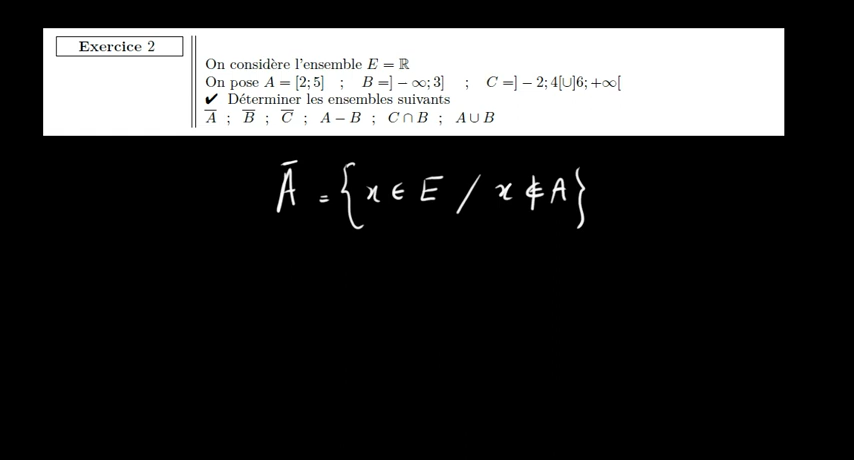 Exercice 2
On considère l'ensemble E = ℝ
On pose A = [2; 5] ; B =] − ∞; 3] ; C =] − 2; 4[∪]6; +∞[
✔ Déterminer les ensembles suivants
A̅ ; B̅ ; C̅ ; A − B ; C ∩ B ; A ∪ B
A̅ = {x ∈ E / x ∉ A}